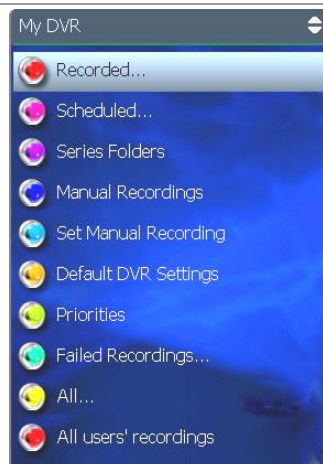 My DVR
Recorded...
Scheduled...
Series Folders
Manual Recordings
Set Manual Recording
Default DVR Settings
Priorities
Failed Recordings...
All...
All users' recordings